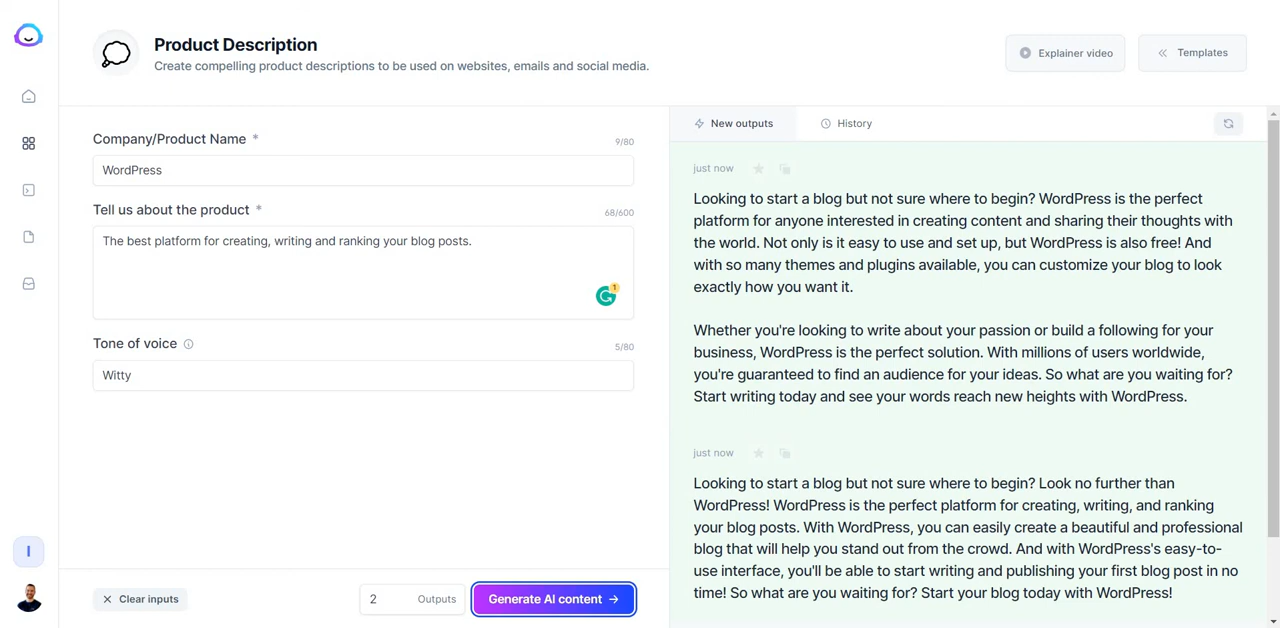 Product Description
Create compelling product descriptions to be used on websites, emails and social media.
Explainer video
Templates
Company/Product Name *
9/80
WordPress
Tell us about the product *
68/600
The best platform for creating, writing and ranking your blog posts.
1
Tone of voice
5/80
Witty
Clear inputs
2 Outputs
Generate AI content →
I
New outputs
History
just now
Looking to start a blog but not sure where to begin? WordPress is the perfect
platform for anyone interested in creating content and sharing their thoughts with
the world. Not only is it easy to use and set up, but WordPress is also free! And
with so many themes and plugins available, you can customize your blog to look
exactly how you want it.
Whether you're looking to write about your passion or build a following for your
business, WordPress is the perfect solution. With millions of users worldwide,
you're guaranteed to find an audience for your ideas. So what are you waiting for?
Start writing today and see your words reach new heights with WordPress.
just now
Looking to start a blog but not sure where to begin? Look no further than
WordPress! WordPress is the perfect platform for creating, writing, and ranking
your blog posts. With WordPress, you can easily create a beautiful and professional
blog that will help you stand out from the crowd. And with WordPress's easy-to-
use interface, you'll be able to start writing and publishing your first blog post in no
time! So what are you waiting for? Start your blog today with WordPress!